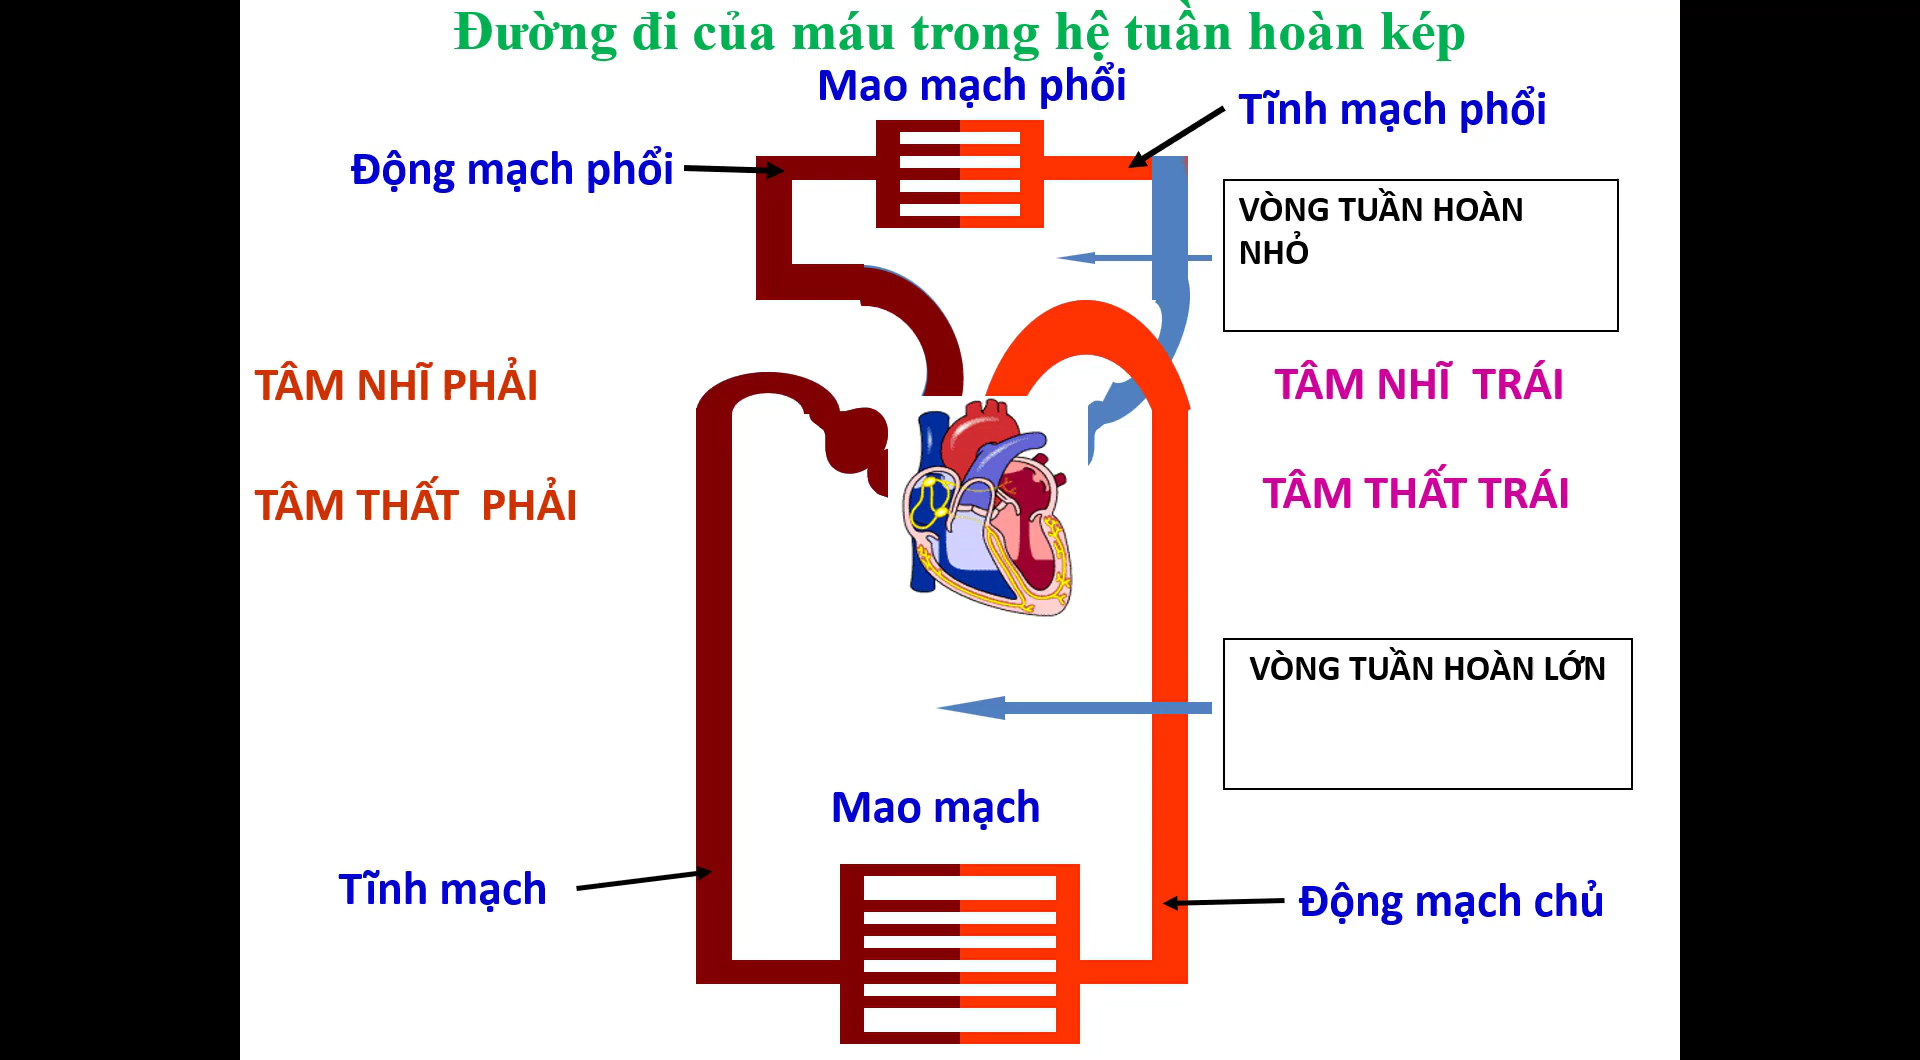 Đường đi của máu trong hệ tuần hoàn kép
Mao mạch phổi
Tĩnh mạch phổi
Động mạch phổi
VÒNG TUẦN HOÀN
NHỎ
TÂM NHĨ PHẢI
TÂM NHĨ TRÁI
TÂM THẤT PHẢI
TÂM THẤT TRÁI
VÒNG TUẦN HOÀN LỚN
Mao mạch
Tĩnh mạch
Động mạch chủ